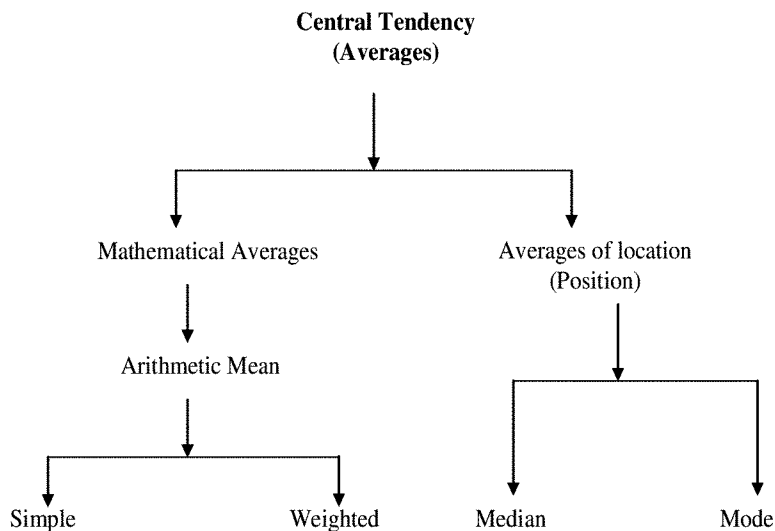 Central Tendency
(Averages)
Mathematical Averages
Averages of location
(Position)
Arithmetic Mean
Simple
Weighted
Median
Mode